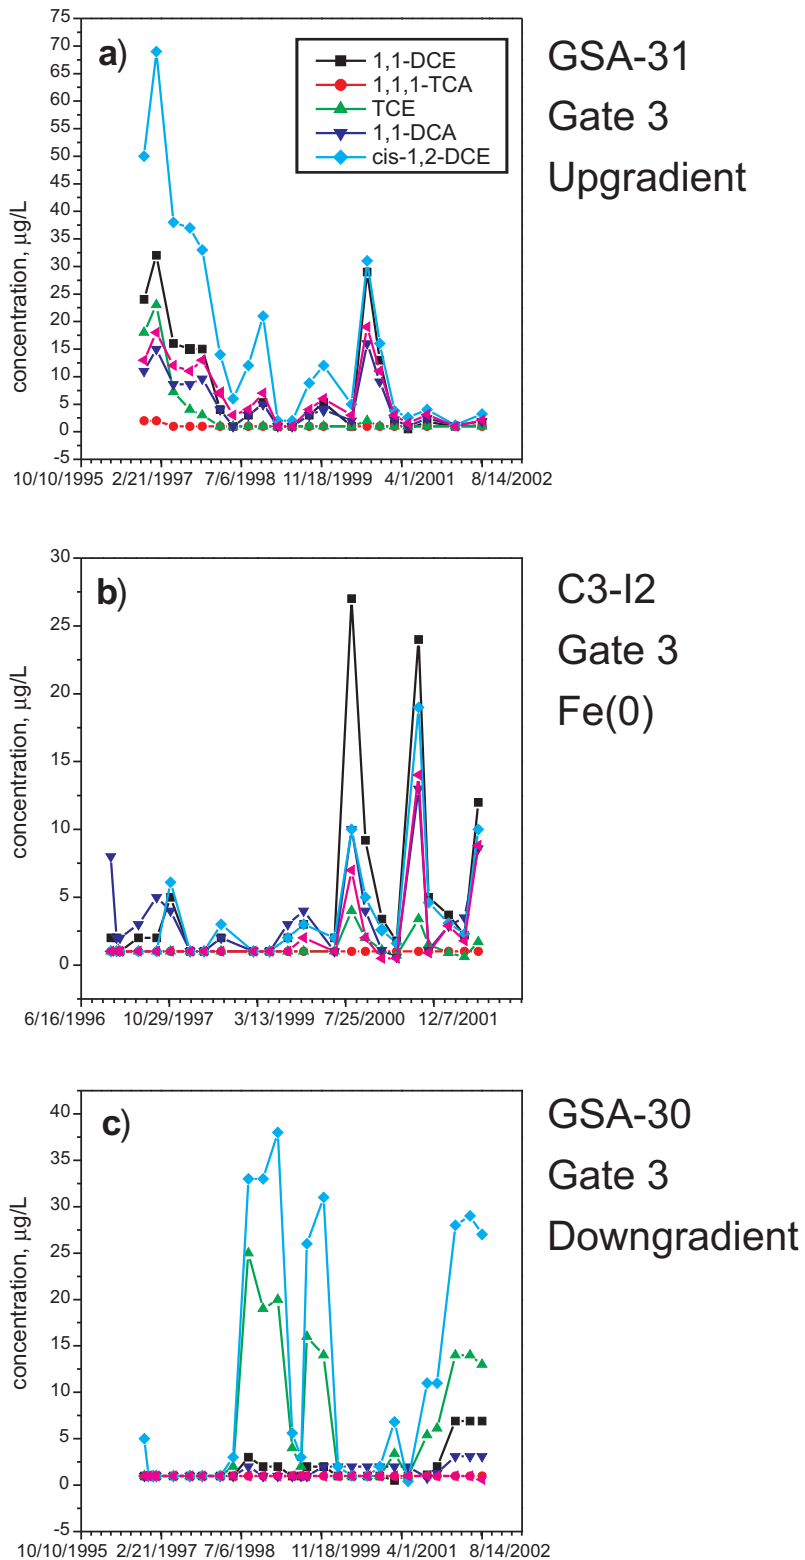 a)
1,1-DCE
1,1,1-TCA
TCE
1,1-DCA
cis-1,2-DCE
GSA-31
Gate 3
Upgradient
concentration, μg/L
75
70
65
60
55
50
45
40
35
30
25
20
15
10
5
0
-5
10/10/1995 2/21/1997 7/6/1998 11/18/1999 4/1/2001 8/14/2002
b)
C3-I2
Gate 3
Fe(0)
concentration, μg/L
30
25
20
15
10
5
0
6/16/1996 10/29/1997 3/13/1999 7/25/2000 12/7/2001
c)
GSA-30
Gate 3
Downgradient
concentration, μg/L
40
35
30
25
20
15
10
5
0
-5
10/10/1995 2/21/1997 7/6/1998 11/18/1999 4/1/2001 8/14/2002